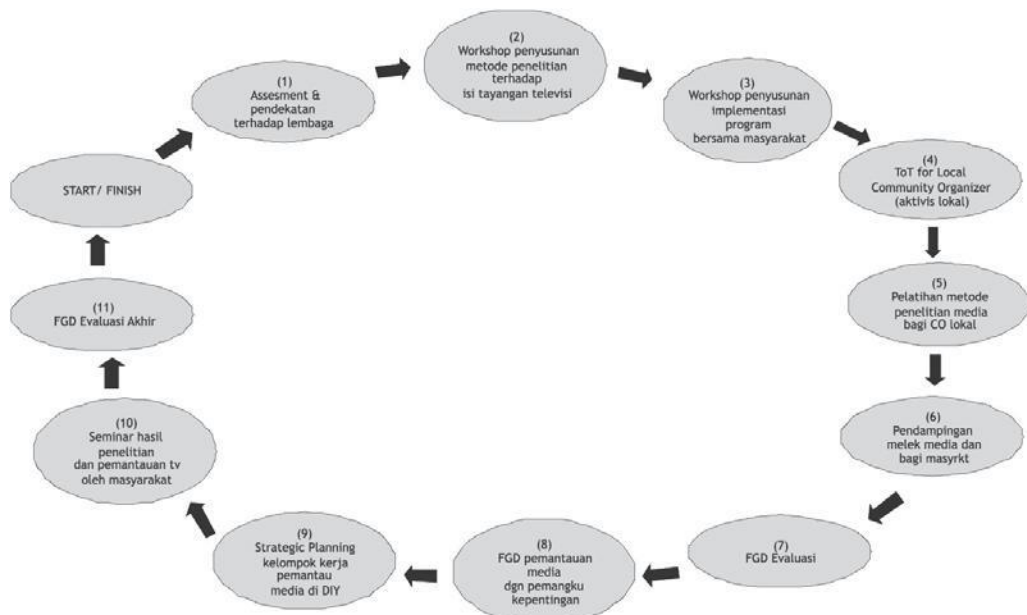 START/ FINISH
(1)
Assesment &
pendekatan
terhadap lembaga
(2)
Workshop penyusunan
metode penelitian
terhadap
isi tayangan televisi
(3)
Workshop penyusunan
implementasi
program
bersama masyarakat
(4)
ToT for Local
Community Organizer
(aktivis lokal)
(5)
Pelatihan metode
penelitian media
bagi CO lokal
(6)
Pendampingan
melek media dan
bagi masyrkt
(7)
FGD Evaluasi
(8)
FGD pemantauan
media
dgn pemangku
kepentingan
(9)
Strategic Planning
kelompok kerja
pemantau
media di DIY
(10)
Seminar hasil
penelitian
dan pemantauan tv
oleh masyarakat
(11)
FGD Evaluasi Akhir